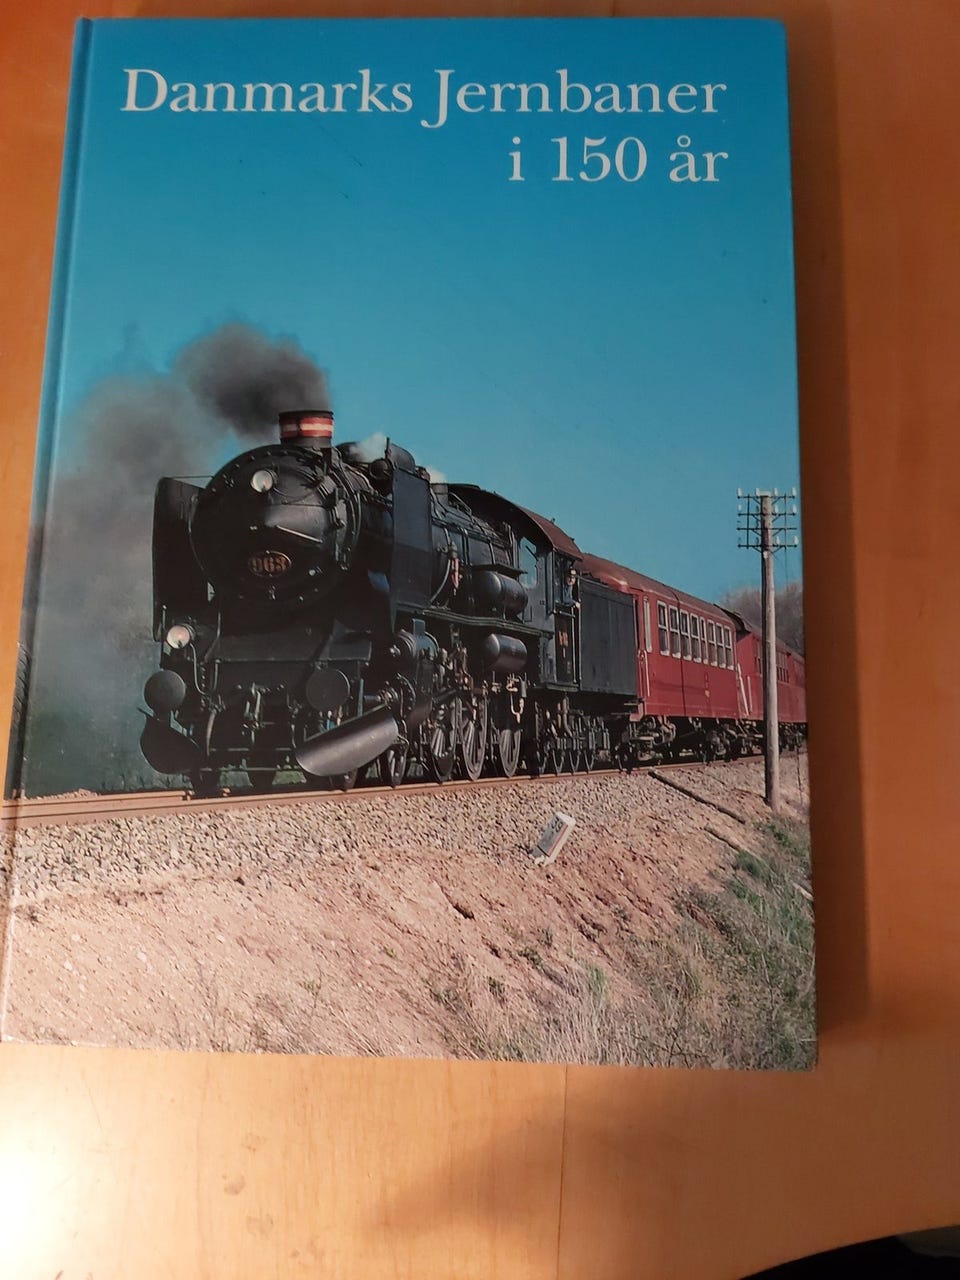 Danmarks Jernbaner
i 150 år
963